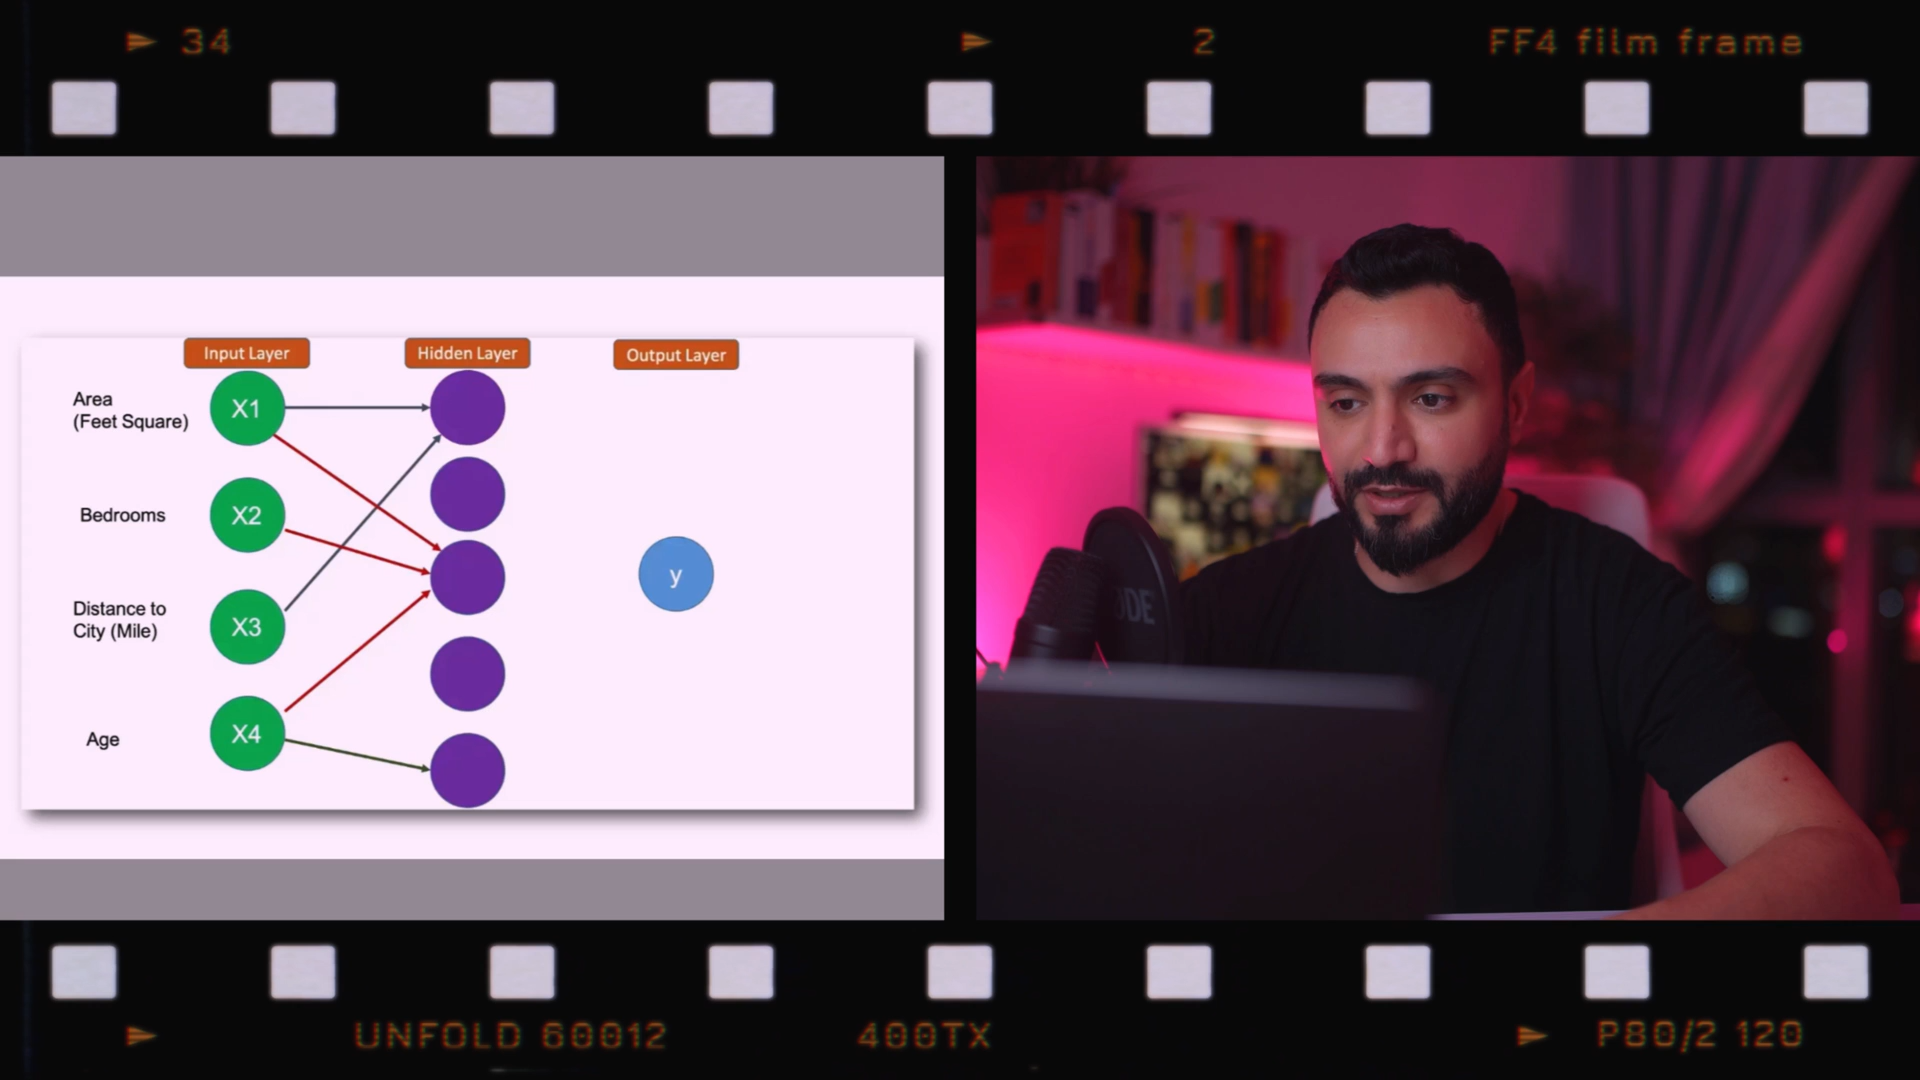 34
2
FF4 film frame
Input Layer
Hidden Layer
Output Layer
Area
(Feet Square)
X1
Bedrooms
X2
y
Distance to
City (Mile)
X3
Age
X4
UNFOLD 60012
400TX
P80/2 120